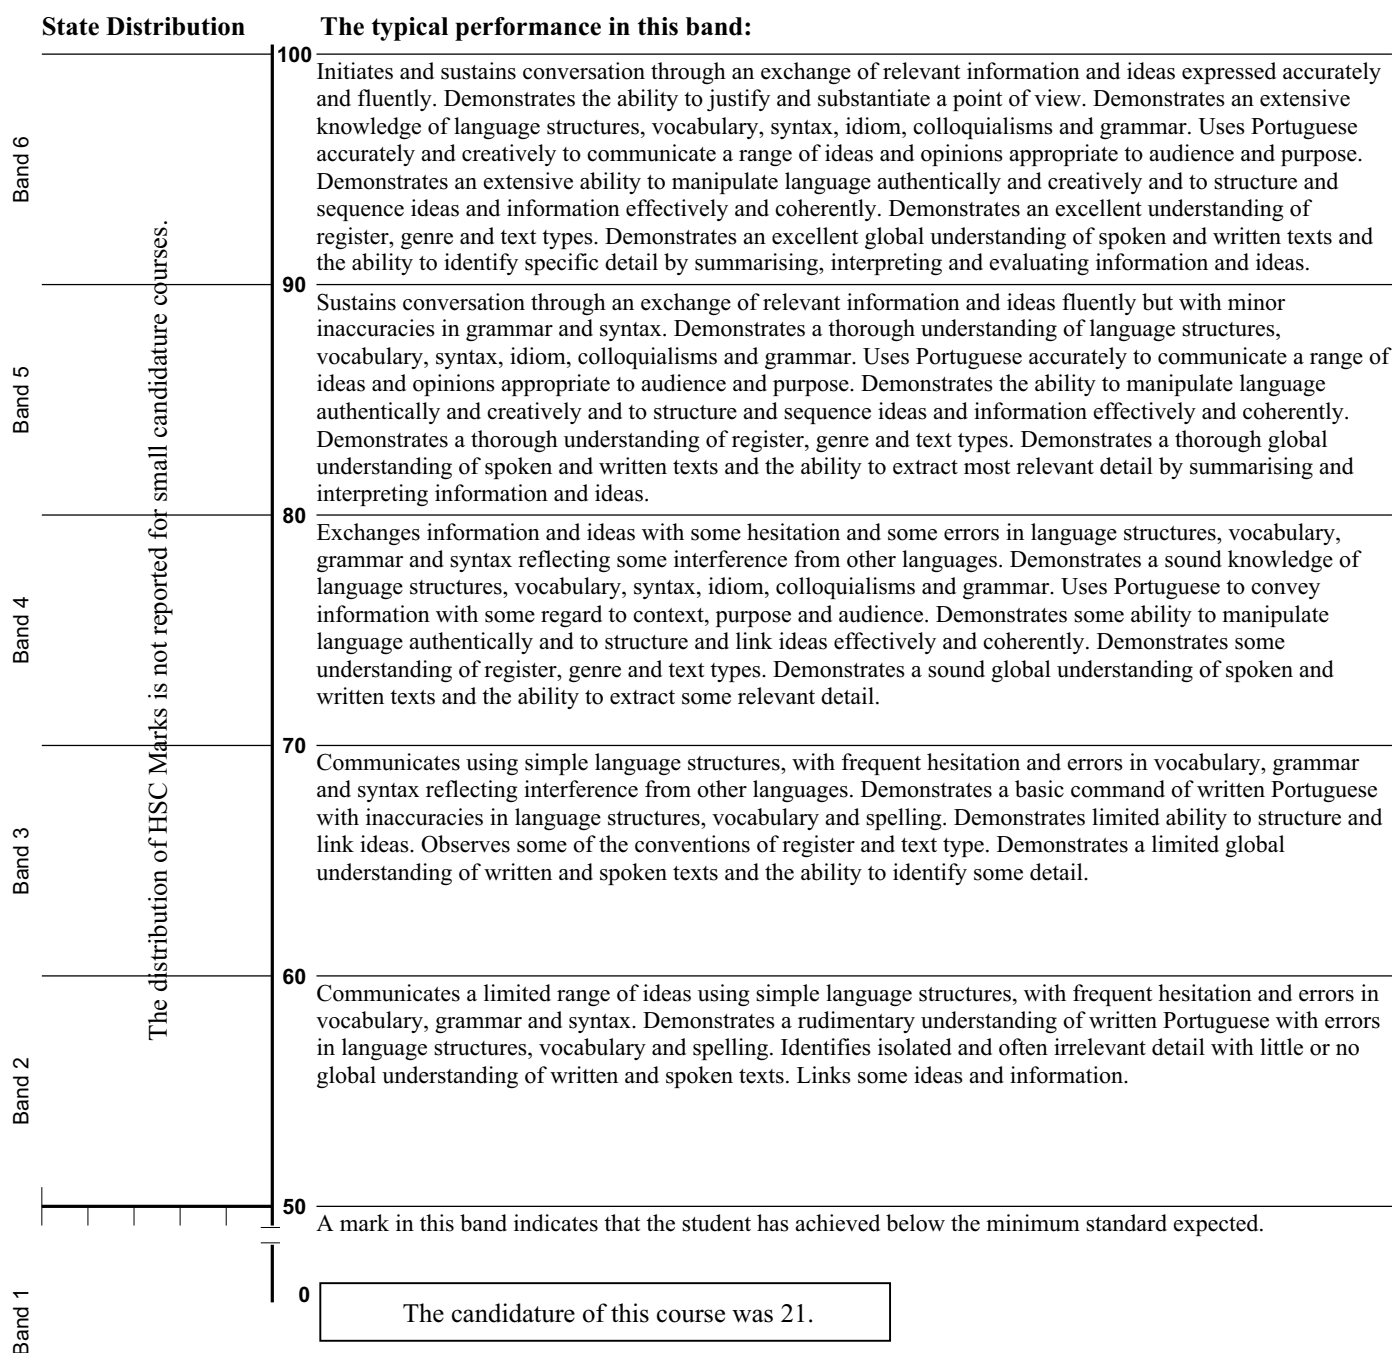 State Distribution
The typical performance in this band:
100
Initiates and sustains conversation through an exchange of relevant information and ideas expressed accurately
and fluently. Demonstrates the ability to justify and substantiate a point of view. Demonstrates an extensive
knowledge of language structures, vocabulary, syntax, idiom, colloquialisms and grammar. Uses Portuguese
accurately and creatively to communicate a range of ideas and opinions appropriate to audience and purpose.
Demonstrates an extensive ability to manipulate language authentically and creatively and to structure and
sequence ideas and information effectively and coherently. Demonstrates an excellent understanding of
register, genre and text types. Demonstrates an excellent global understanding of spoken and written texts and
the ability to identify specific detail by summarising, interpreting and evaluating information and ideas.
Band 6
90
Sustains conversation through an exchange of relevant information and ideas fluently but with minor
inaccuracies in grammar and syntax. Demonstrates a thorough understanding of language structures,
vocabulary, syntax, idiom, colloquialisms and grammar. Uses Portuguese accurately to communicate a range of
ideas and opinions appropriate to audience and purpose. Demonstrates the ability to manipulate language
authentically and creatively and to structure and sequence ideas and information effectively and coherently.
Demonstrates a thorough understanding of register, genre and text types. Demonstrates a thorough global
understanding of spoken and written texts and the ability to extract most relevant detail by summarising and
interpreting information and ideas.
Band 5
80
Exchanges information and ideas with some hesitation and some errors in language structures, vocabulary,
grammar and syntax reflecting some interference from other languages. Demonstrates a sound knowledge of
language structures, vocabulary, syntax, idiom, colloquialisms and grammar. Uses Portuguese to convey
information with some regard to context, purpose and audience. Demonstrates some ability to manipulate
language authentically and to structure and link ideas effectively and coherently. Demonstrates some
understanding of register, genre and text types. Demonstrates a sound global understanding of spoken and
written texts and the ability to extract some relevant detail.
Band 4
The distribution of HSC Marks is not reported for small candidature courses.
70
Communicates using simple language structures, with frequent hesitation and errors in vocabulary, grammar
and syntax reflecting interference from other languages. Demonstrates a basic command of written Portuguese
with inaccuracies in language structures, vocabulary and spelling. Demonstrates limited ability to structure and
link ideas. Observes some of the conventions of register and text type. Demonstrates a limited global
understanding of written and spoken texts and the ability to identify some detail.
Band 3
60
Communicates a limited range of ideas using simple language structures, with frequent hesitation and errors in
vocabulary, grammar and syntax. Demonstrates a rudimentary understanding of written Portuguese with errors
in language structures, vocabulary and spelling. Identifies isolated and often irrelevant detail with little or no
global understanding of written and spoken texts. Links some ideas and information.
Band 2
50
A mark in this band indicates that the student has achieved below the minimum standard expected.
0
Band 1
The candidature of this course was 21.